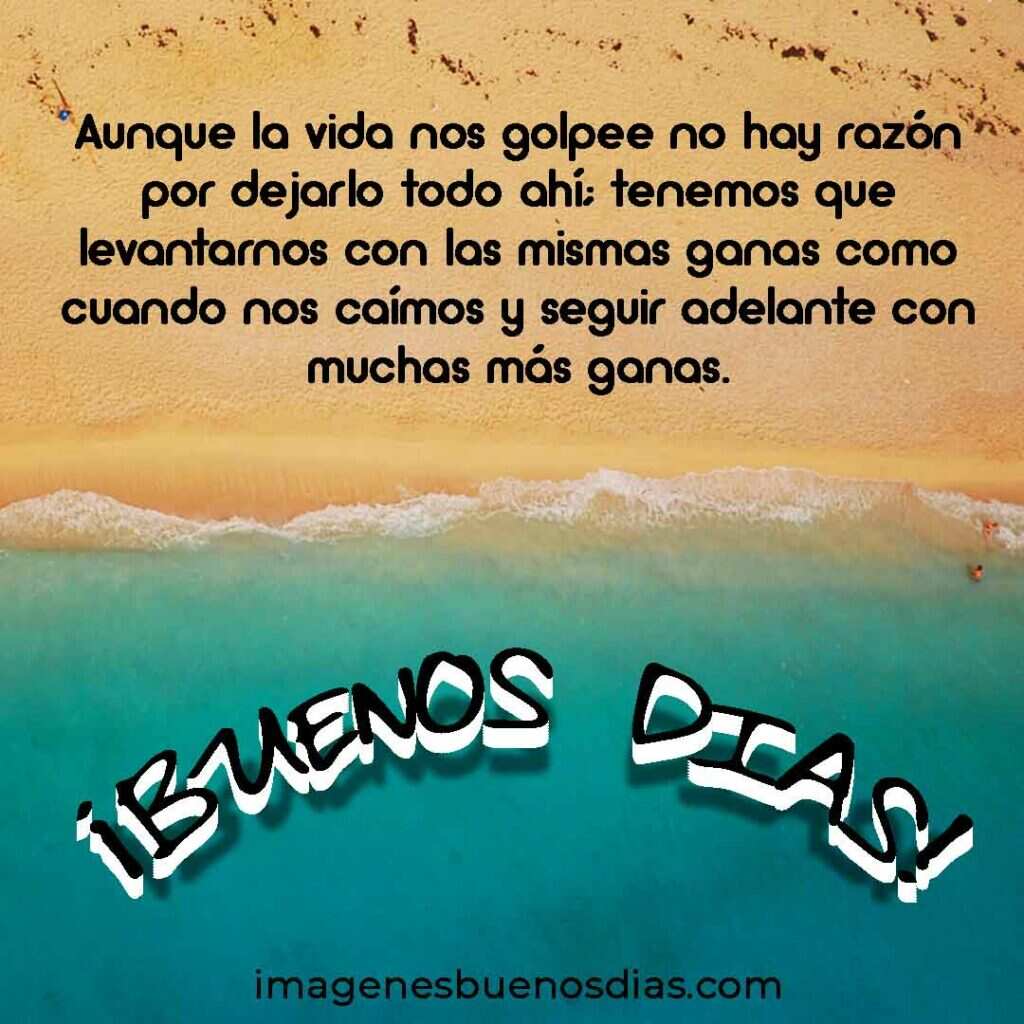 Aunque la vida nos golpee no hay razón
por dejarlo todo ahí; tenemos que
levantarnos con las mismas ganas como
cuando nos caímos y seguir adelante con
muchas más ganas.
¡BUENOS DIAS!
imagenesbuenosdias.com